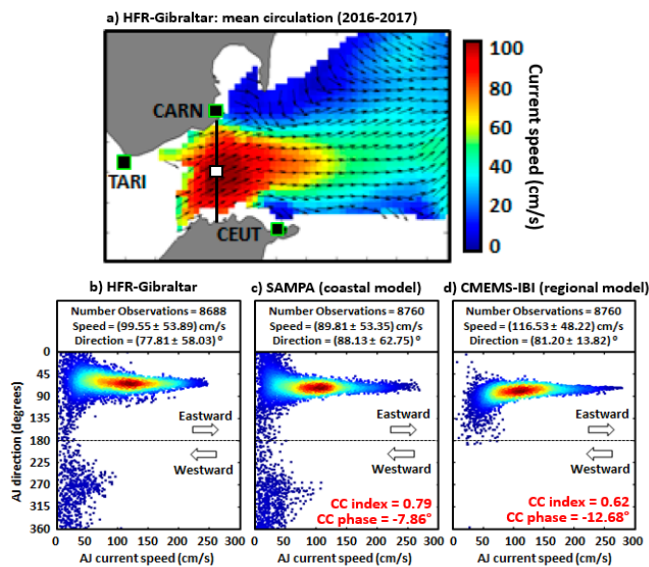 a) HFR-Gibraltar: mean circulation (2016-2017)
CARN
TARI
CEUT
100
80
60
40
20
0
Current speed (cm/s)
b) HFR-Gibraltar
Number Observations = 8688
Speed = (99.55 ± 53.89) cm/s
Direction = (77.81 ± 58.03) °
c) SAMPA (coastal model)
Number Observations = 8760
Speed = (89.81 ± 53.35) cm/s
Direction = (88.13 ± 62.75) °
d) CMEMS-IBI (regional model)
Number Observations = 8760
Speed = (116.53 ± 48.22) cm/s
Direction = (81.20 ± 13.82) °
AJ direction (degrees)
0
45
90
135
180
225
270
315
360
Eastward
Westward
Eastward
Westward
CC index = 0.79
CC phase = -7.86°
Eastward
Westward
CC index = 0.62
CC phase = -12.68°
0 50 100 150 200 250 300
50 100 150 200 250 300
50 100 150 200 250 300
AJ current speed (cm/s)
AJ current speed (cm/s)
AJ current speed (cm/s)